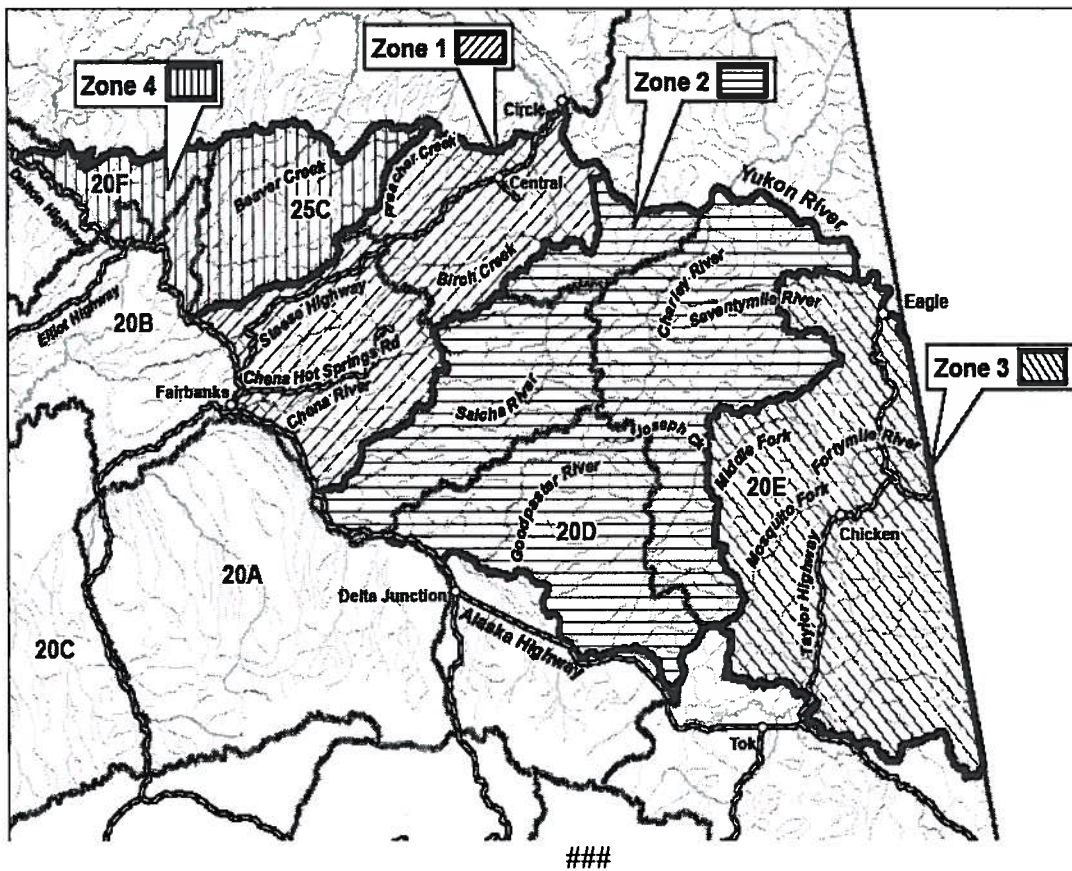 Zone 1
Zone 4
Zone 2
Circle
20F
Dalton Highway
Beaver Creek
25C
Preacher Creek
Central
Yukon River
Birch Creek
Elliot Highway
20B
Steese Highway
Charley River
Seventymile River
Eagle
Chena Hot Springs Rd
Zone 3
Fairbanks
Chena River
Salcha River
Joseph Cr
Middle Fork
Fortymile River
20E
Mosquito Fork
Goodpaster River
20D
Chicken
20A
Delta Junction
Taylor Highway
Alaska Highway
20C
Tok
###